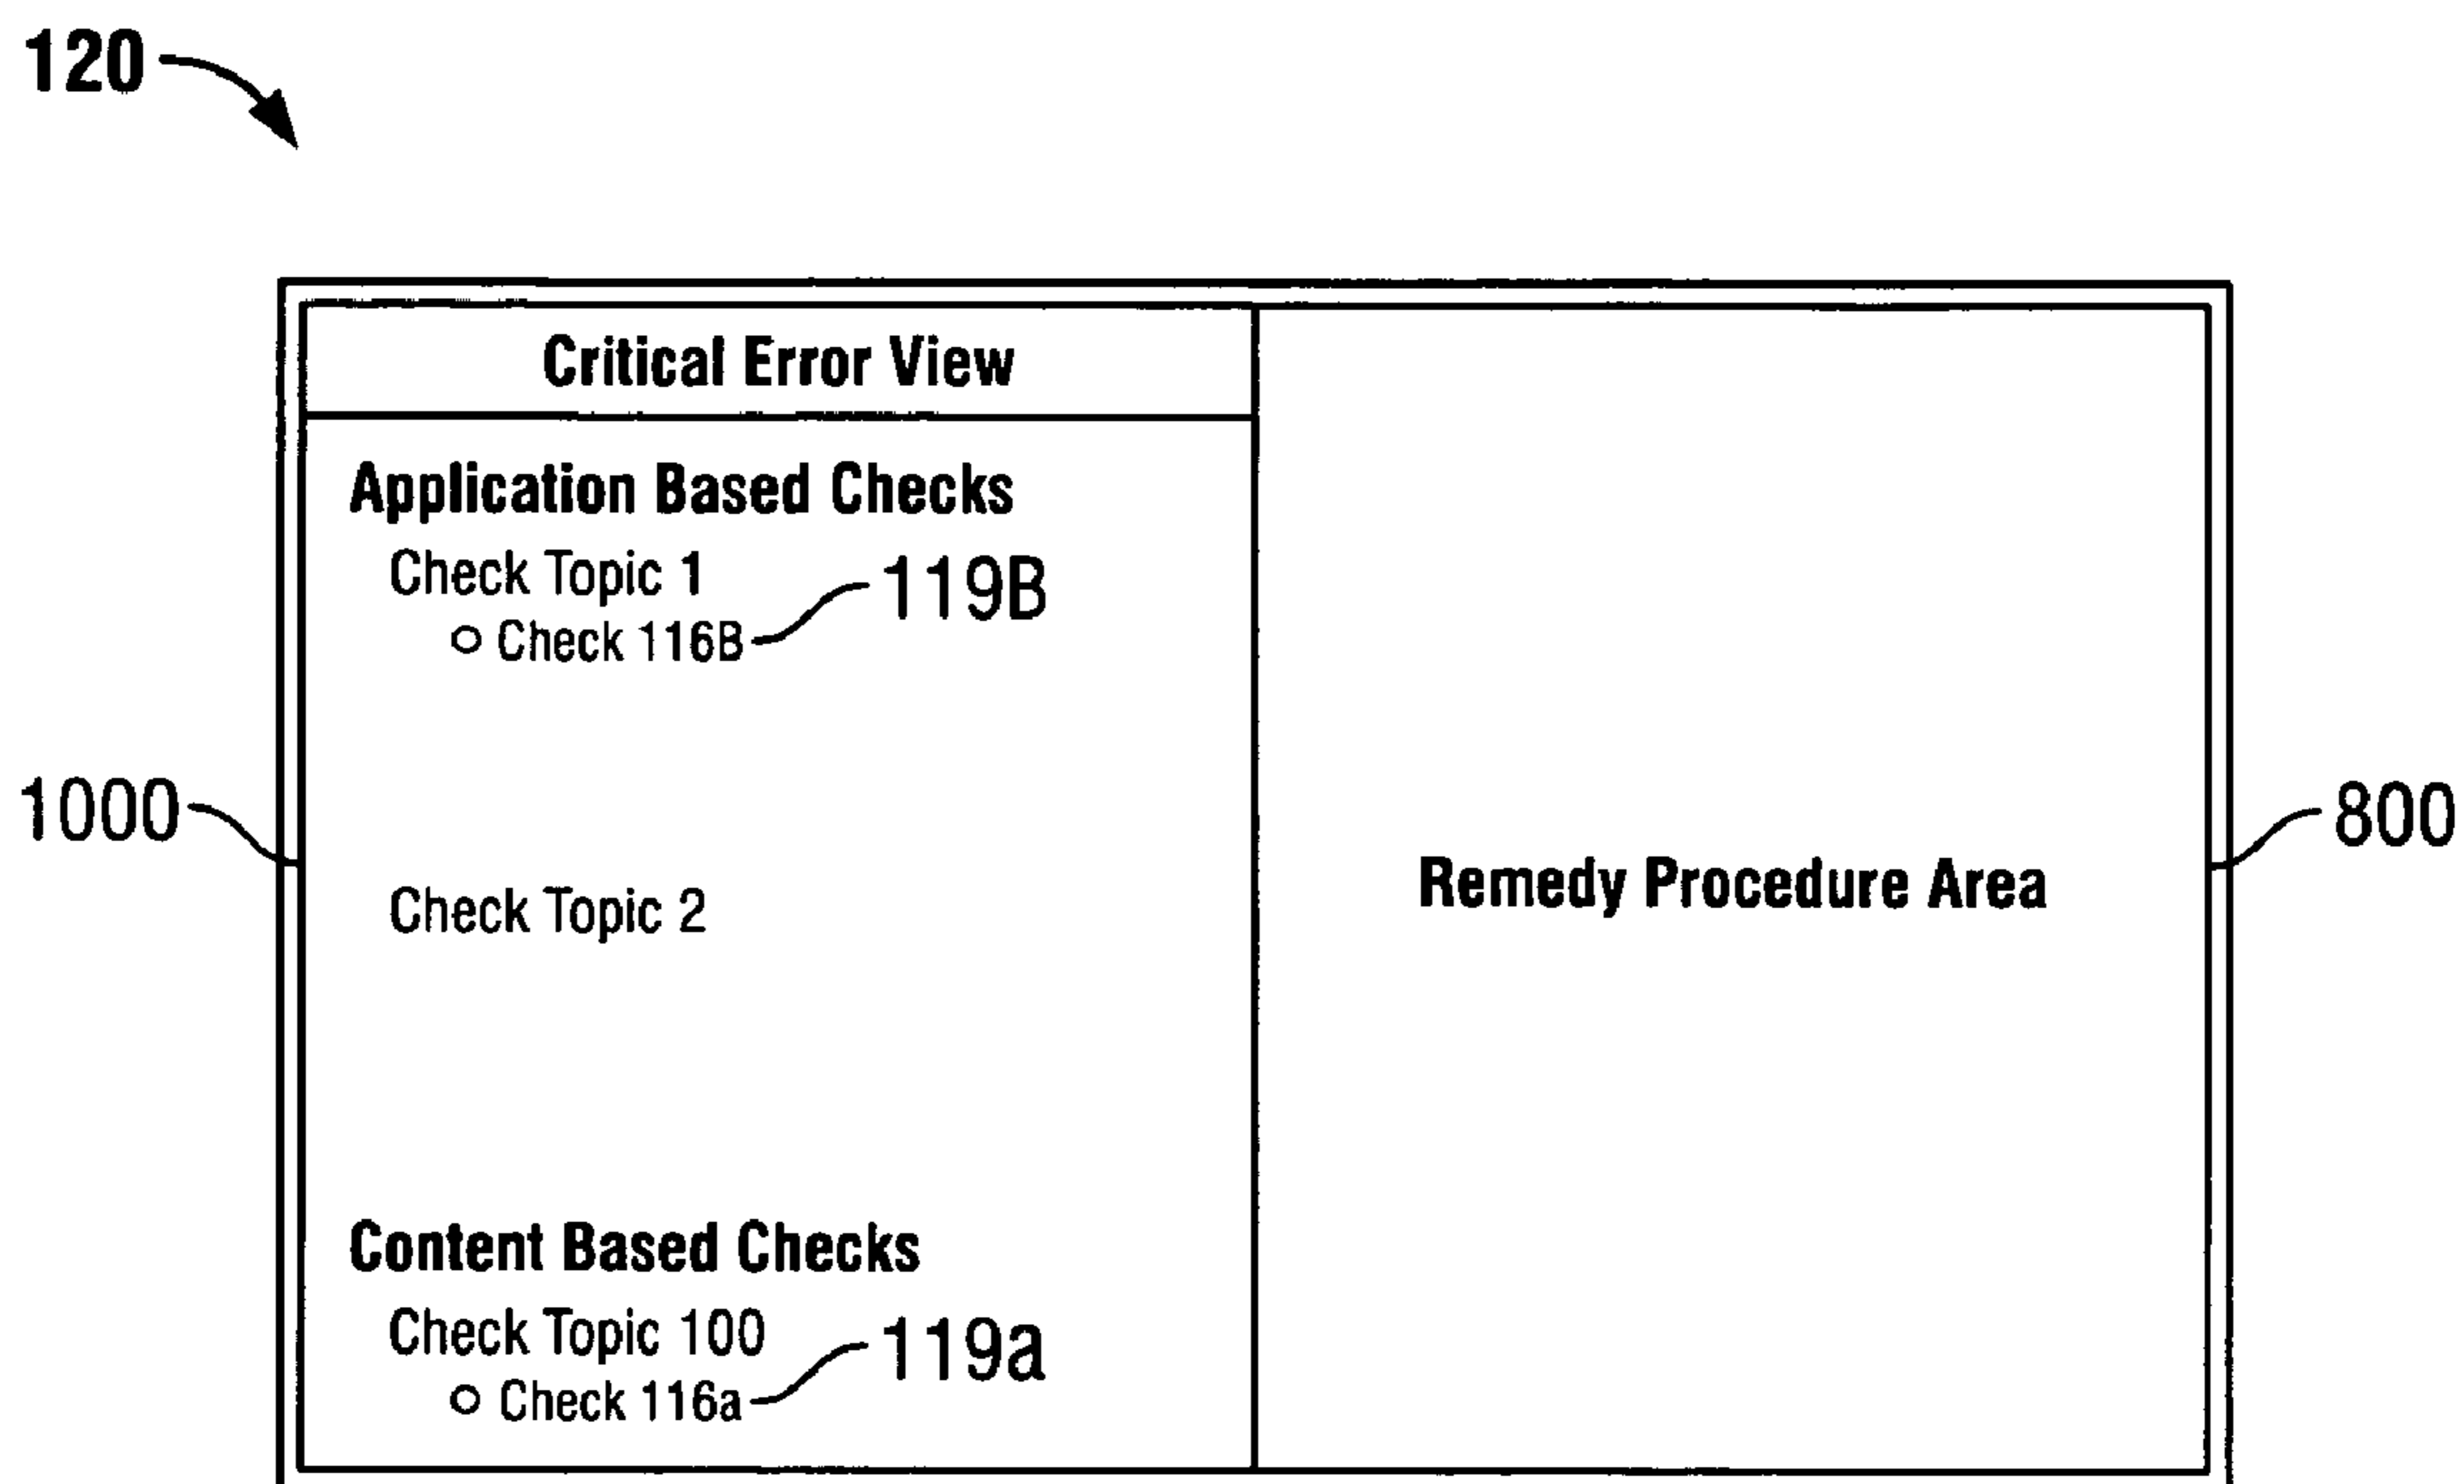 120
Critical Error View
Application Based Checks
Check Topic 1
119B
Check 116B
1000
800
Remedy Procedure Area
Check Topic 2
Content Based Checks
Check Topic 100
119a
Check 116a